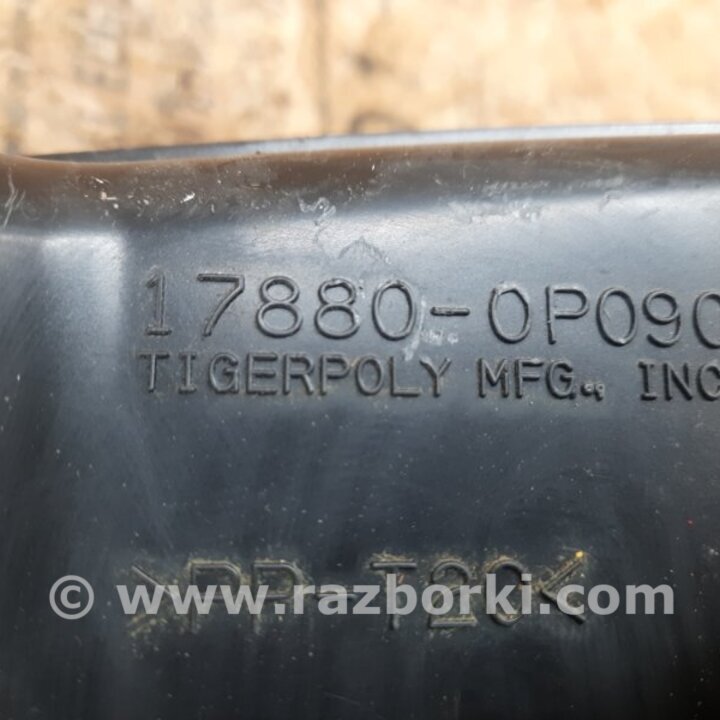 17880-0P090
TIGERPOLY MFG., INC
>PP-T20<
© www.razborki.com